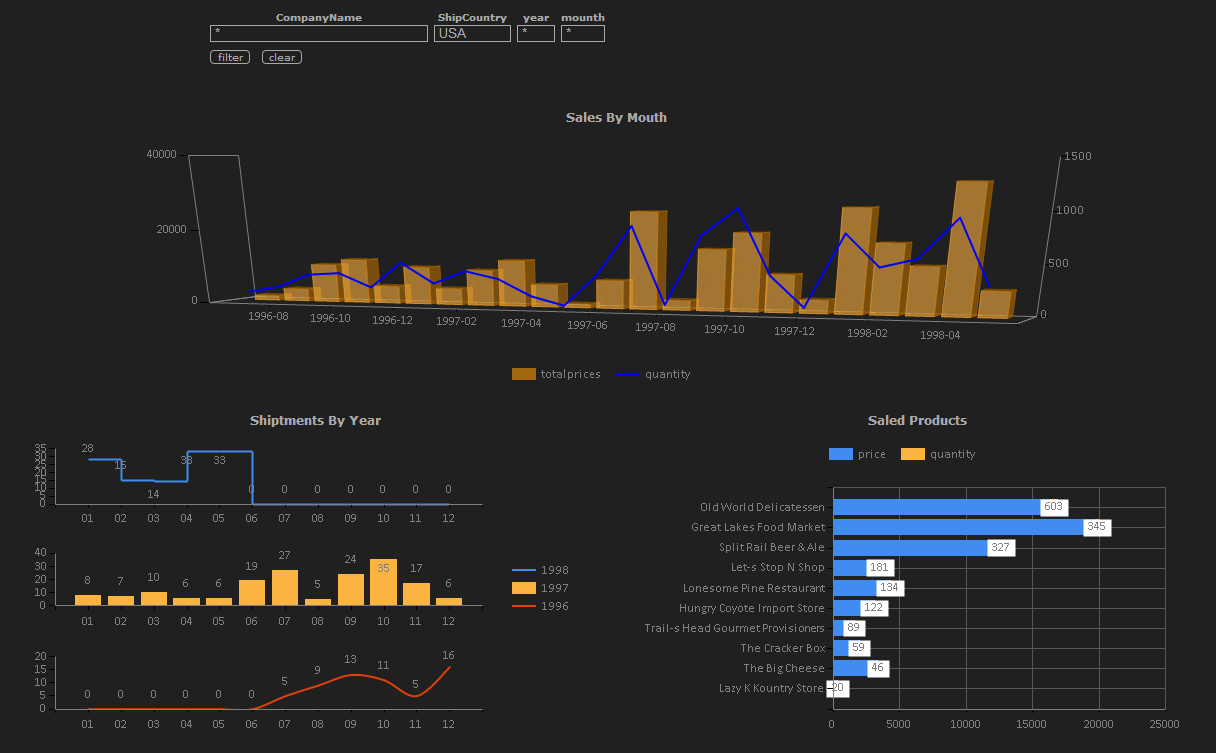 CompanyName ShipCountry year mounth
* USA * *
filter clear
Sales By Mouth
40000 1500
20000 1000
500
0 0
1996-08 1996-10 1996-12 1997-02 1997-04 1997-06 1997-08 1997-10 1997-12 1998-02 1998-04
totalprices quantity
Shiptments By Year
35
30
25
20
15
10
5
0
28 15 14 33 33 0 0 0 0 0 0 0
01 02 03 04 05 06 07 08 09 10 11 12
40
30
20
10
0
8 7 10 6 6 19 27 5 24 35 17 6
01 02 03 04 05 06 07 08 09 10 11 12
20
15
10
5
0
0 0 0 0 0 0 5 9 13 11 5 16
01 02 03 04 05 06 07 08 09 10 11 12
1998
1997
1996
Saled Products
price quantity
Old World Delicatessen 603
Great Lakes Food Market 345
Split Rail Beer & Ale 327
Let-s Stop N Shop 181
Lonesome Pine Restaurant 134
Hungry Coyote Import Store 122
Trail-s Head Gourmet Provisioners 89
The Cracker Box 59
The Big Cheese 46
Lazy K Kountry Store 20
0 5000 10000 15000 20000 25000